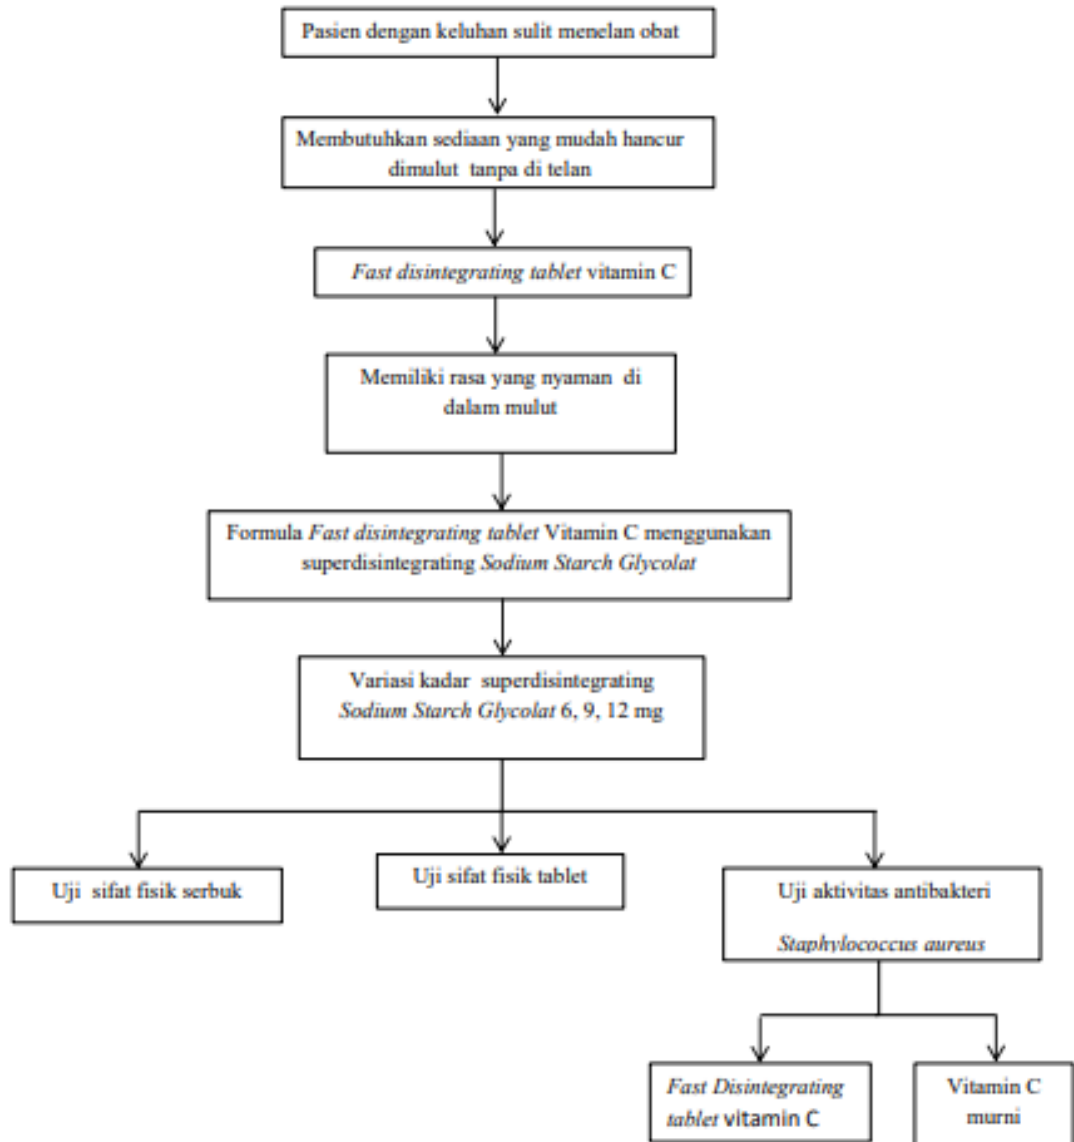 Pasien dengan keluhan sulit menelan obat
Membutuhkan sediaan yang mudah hancur
dimulut tanpa di telan
Fast disintegrating tablet vitamin C
Memiliki rasa yang nyaman di
dalam mulut
Formula Fast disintegrating tablet Vitamin C menggunakan
superdisintegrating Sodium Starch Glycolat
Variasi kadar superdisintegrating
Sodium Starch Glycolat 6, 9, 12 mg
Uji sifat fisik serbuk
Uji sifat fisik tablet
Uji aktivitas antibakteri
Staphylococcus aureus
Fast Disintegrating
tablet vitamin C
Vitamin C
murni